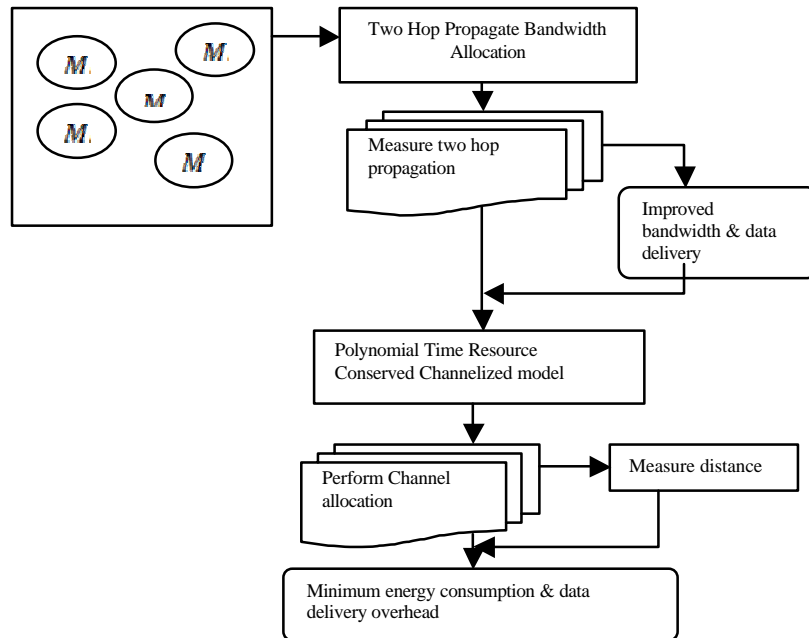 M
M
M
M
M
Two Hop Propagate Bandwidth
Allocation
Measure two hop
propagation
Improved
bandwidth & data
delivery
Polynomial Time Resource
Conserved Channelized model
Perform Channel
allocation
Measure distance
Minimum energy consumption & data
delivery overhead